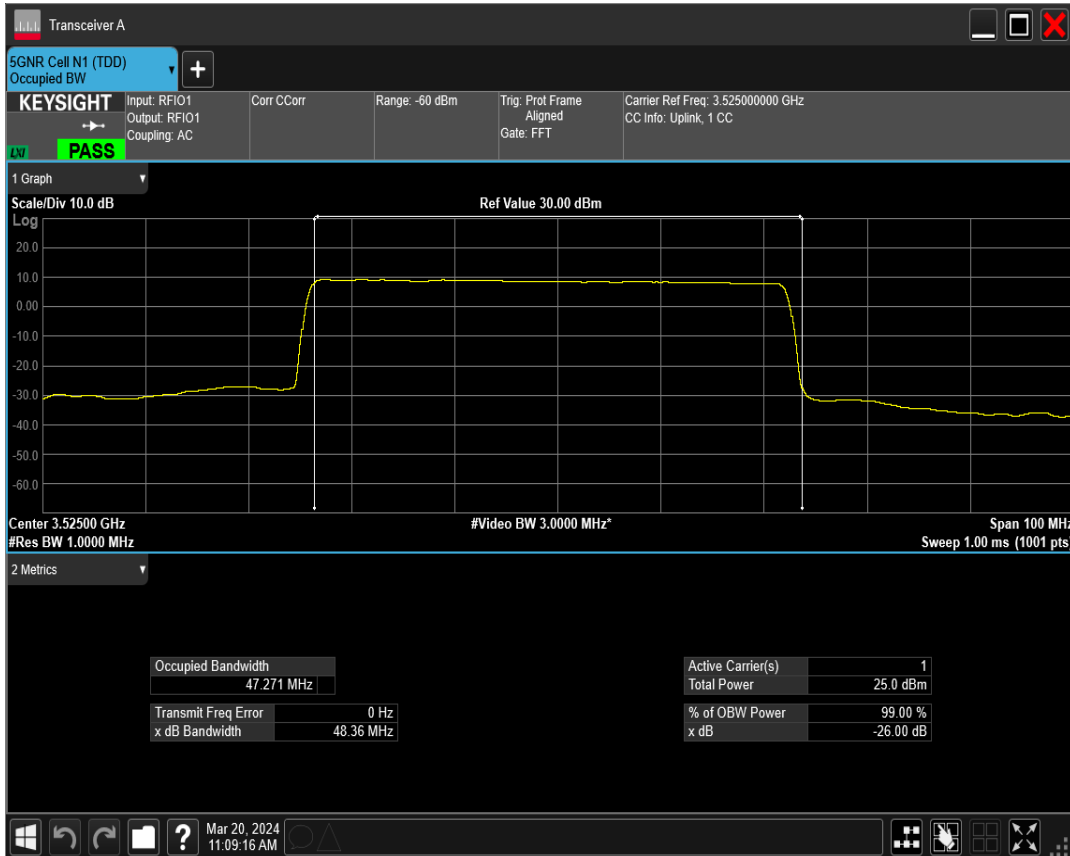 Transceiver A
5GNR Cell N1 (TDD)
Occupied BW
+
KEYSIGHT
LXI
PASS
Input: RFIO1
Output: RFIO1
Coupling: AC
Corr CCorr
Range: -60 dBm
Trig: Prot Frame
Aligned
Gate: FFT
Carrier Ref Freq: 3.525000000 GHz
CC Info: Uplink, 1 CC
1 Graph
Scale/Div 10.0 dB
Ref Value 30.00 dBm
Log
20.0
10.0
0.00
-10.0
-20.0
-30.0
-40.0
-50.0
-60.0
Center 3.52500 GHz
#Video BW 3.0000 MHz*
Span 100 MHz
#Res BW 1.0000 MHz
Sweep 1.00 ms (1001 pts)
2 Metrics
Occupied Bandwidth
47.271 MHz
Transmit Freq Error 0 Hz
x dB Bandwidth 48.36 MHz
Active Carrier(s) 1
Total Power 25.0 dBm
% of OBW Power 99.00 %
x dB -26.00 dB
?
Mar 20, 2024
11:09:16 AM